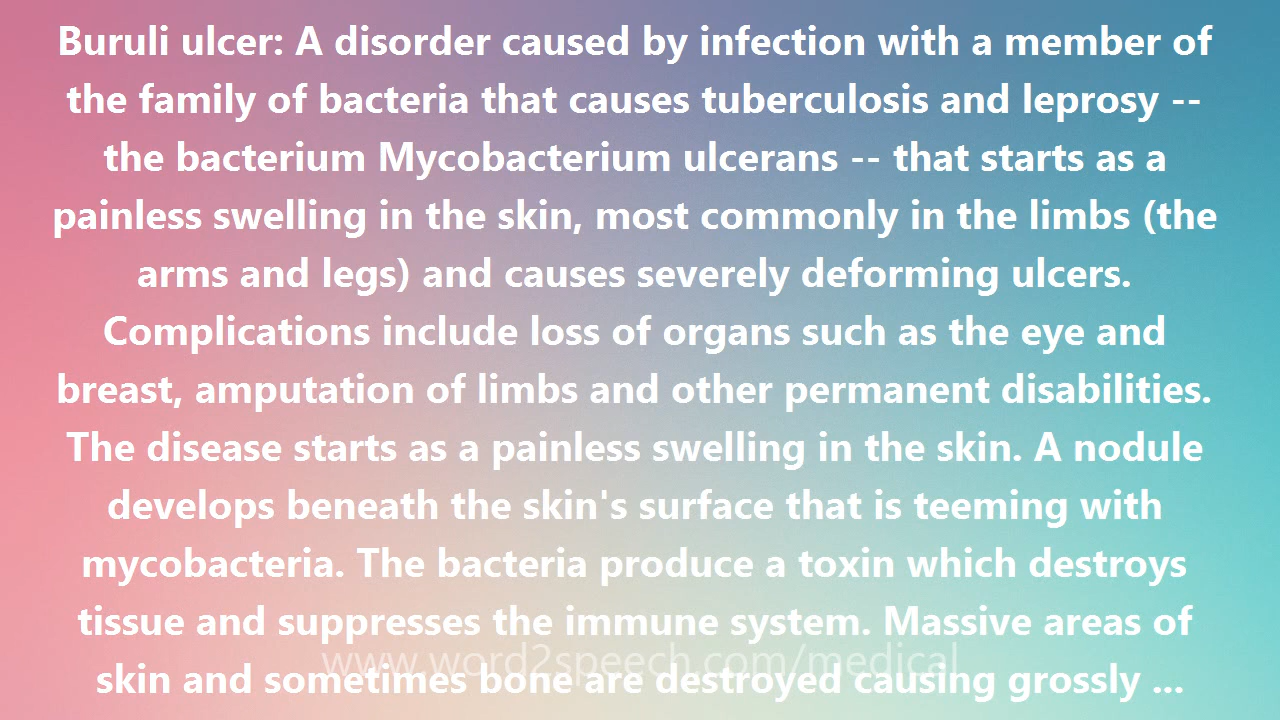 Buruli ulcer: A disorder caused by infection with a member of
the family of bacteria that causes tuberculosis and leprosy --
the bacterium Mycobacterium ulcerans -- that starts as a
painless swelling in the skin, most commonly in the limbs (the
arms and legs) and causes severely deforming ulcers.
Complications include loss of organs such as the eye and
breast, amputation of limbs and other permanent disabilities.
The disease starts as a painless swelling in the skin. A nodule
develops beneath the skin's surface that is teeming with
mycobacteria. The bacteria produce a toxin which destroys
tissue and suppresses the immune system. Massive areas of
www.word2speech.com/medical
skin and sometimes bone are destroyed causing grossly ...